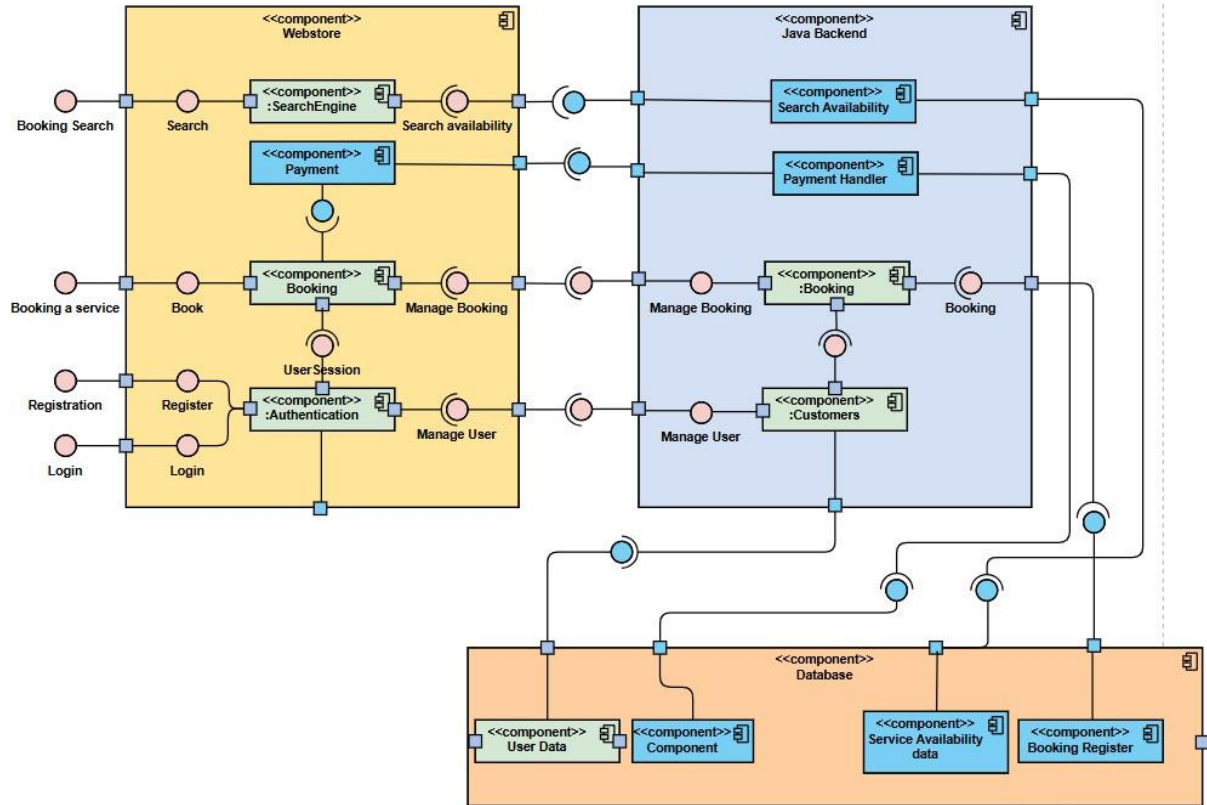 <<component>>
Webstore
<<component>>
:SearchEngine
Booking Search
Search
Search availability
<<component>>
Payment
<<component>>
Booking
Booking a service
Book
Manage Booking
UserSession
<<component>>
:Authentication
Registration
Register
Manage User
Login
Login
<<component>>
Java Backend
<<component>>
Search Availability
<<component>>
Payment Handler
<<component>>
:Booking
Manage Booking
Booking
<<component>>
:Customers
Manage User
<<component>>
Database
<<component>>
User Data
<<component>>
Component
<<component>>
Service Availability
data
<<component>>
Booking Register